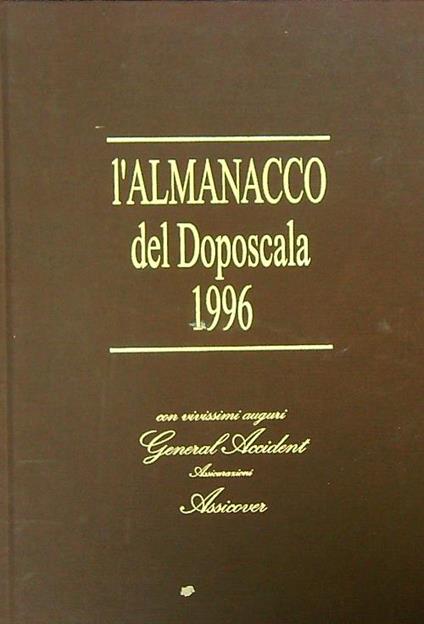 l'ALMANACCO
del Doposcala
1996
con vivissimi auguri
General Accident
Assicurazioni
Assicover